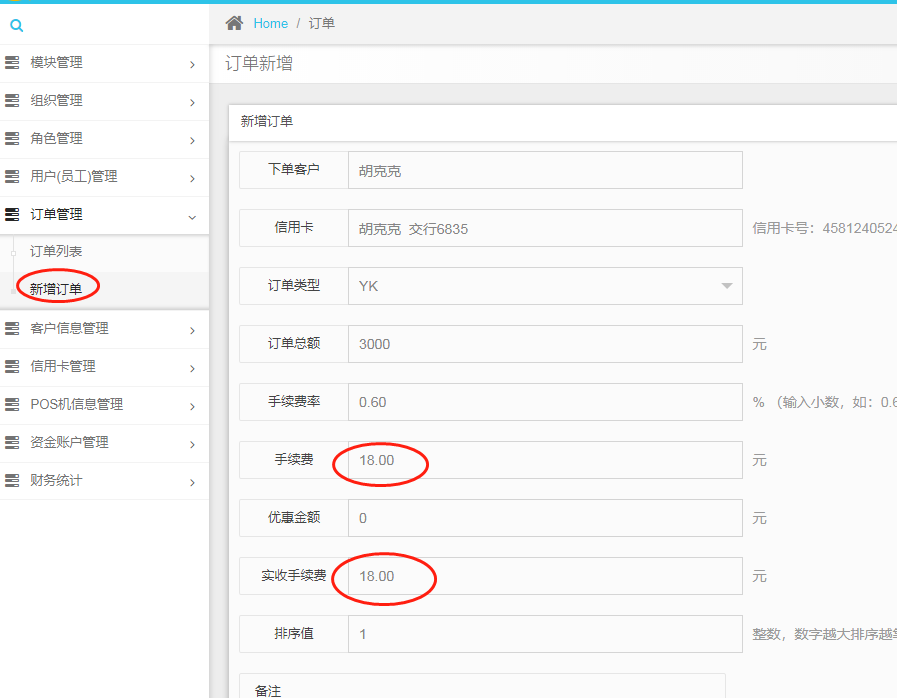 Home / 订单
模块管理
组织管理
角色管理
用户(员工)管理
订单管理
订单列表
新增订单
客户信息管理
信用卡管理
POS机信息管理
资金账户管理
财务统计
订单新增
新增订单
下单客户 胡克克
信用卡 胡克克 交行6835 信用卡号：458124052
订单类型 YK
订单总额 3000 元
手续费率 0.60 % （输入小数，如：0.6
手续费 18.00 元
优惠金额 0 元
实收手续费 18.00 元
排序值 1 整数，数字越大排序越
备注